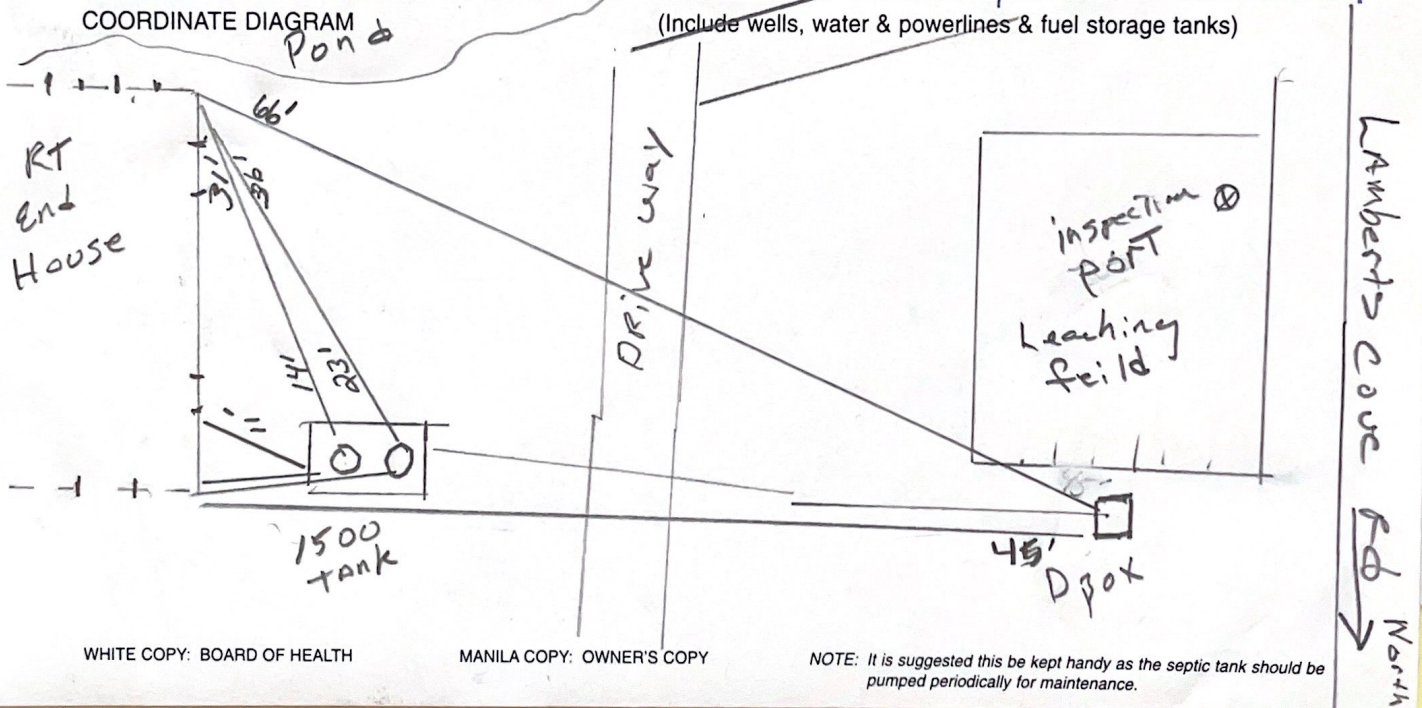 COORDINATE DIAGRAM
(Include wells, water & powerlines & fuel storage tanks)
Pond
66'
RT
End
House
31'
36'
14'
23'
11'
DRive way
inspection
port
Leaching
feild
1500
tank
45'
D Box
Lamberts Cove Rd
North
WHITE COPY: BOARD OF HEALTH
MANILA COPY: OWNER'S COPY
NOTE: It is suggested this be kept handy as the septic tank should be
pumped periodically for maintenance.